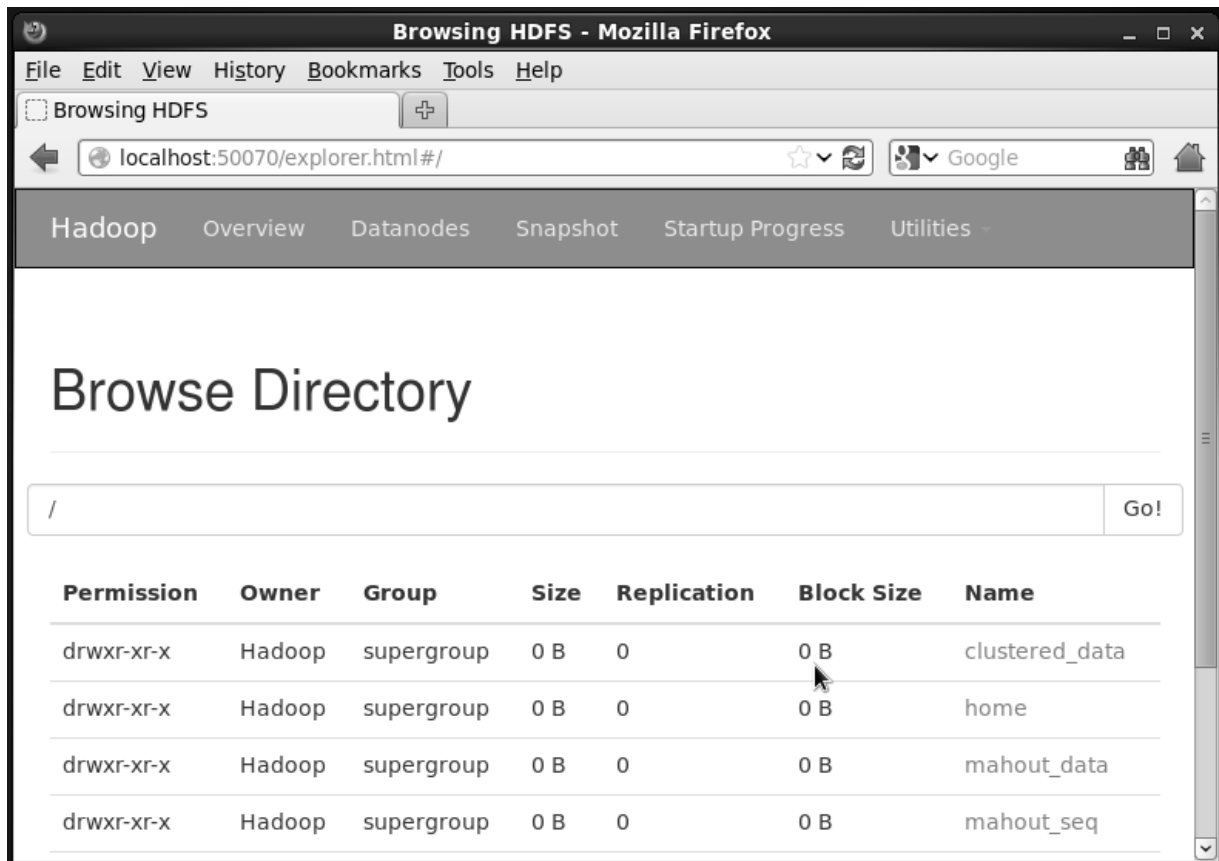 Browsing HDFS - Mozilla Firefox
File Edit View History Bookmarks Tools Help
Browsing HDFS
localhost:50070/explorer.html#/ Google
Hadoop Overview Datanodes Snapshot Startup Progress Utilities
Browse Directory
/ Go!
Permission Owner Group Size Replication Block Size Name
drwxr-xr-x Hadoop supergroup 0 B 0 0 B clustered_data
drwxr-xr-x Hadoop supergroup 0 B 0 0 B home
drwxr-xr-x Hadoop supergroup 0 B 0 0 B mahout_data
drwxr-xr-x Hadoop supergroup 0 B 0 0 B mahout_seq